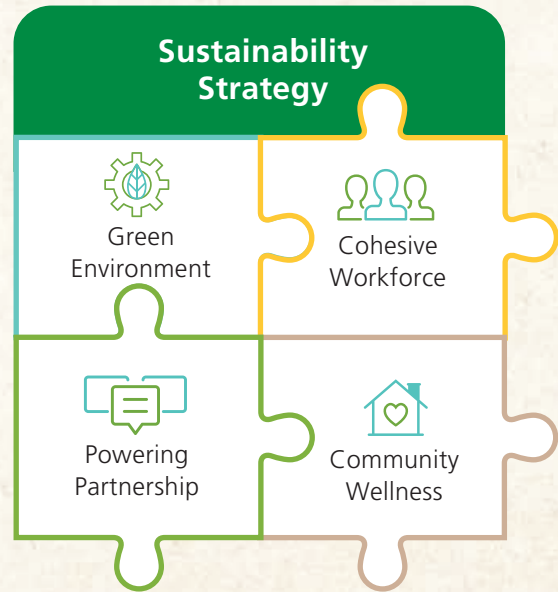 Sustainability
Strategy
Green
Environment
Cohesive
Workforce
Powering
Partnership
Community
Wellness